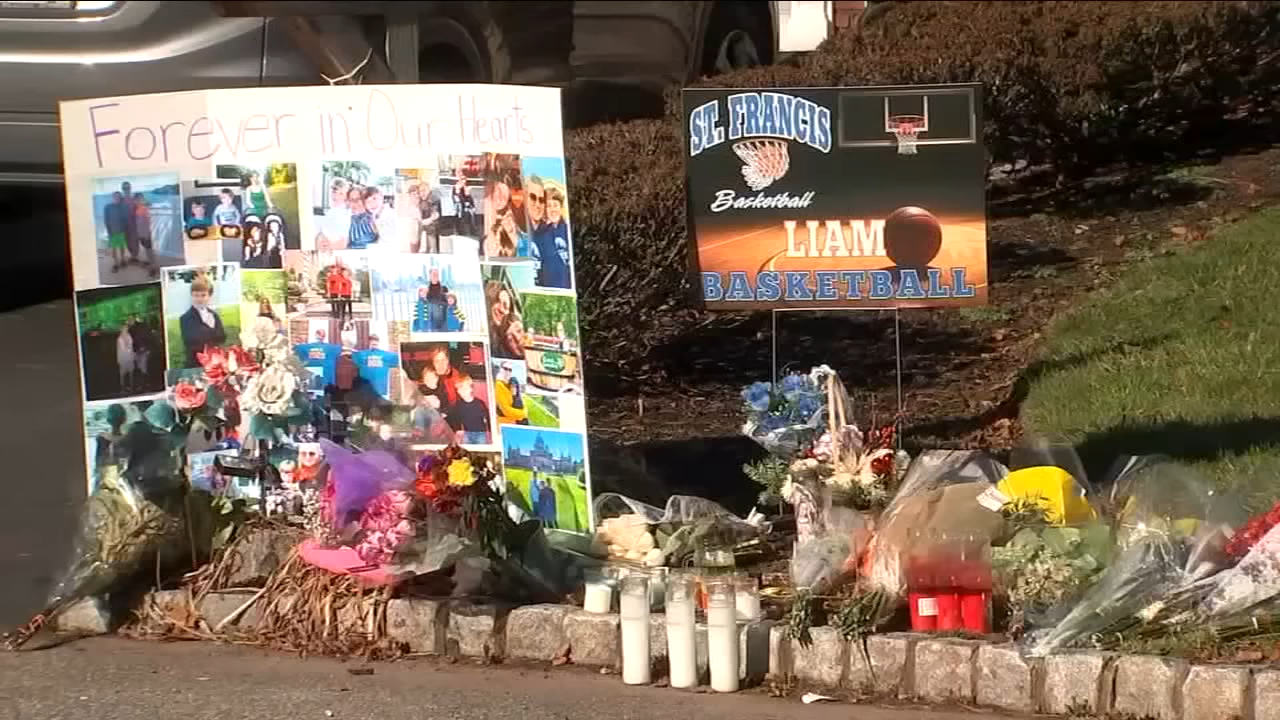 Forever in Our Hearts
ST. FRANCIS
Basketball
LIAM
BASKETBALL